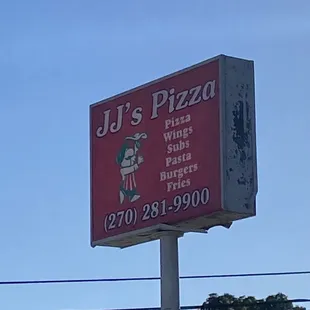 JJ's Pizza
Pizza
Wings
Subs
Pasta
Burgers
Fries
(270) 281-9900